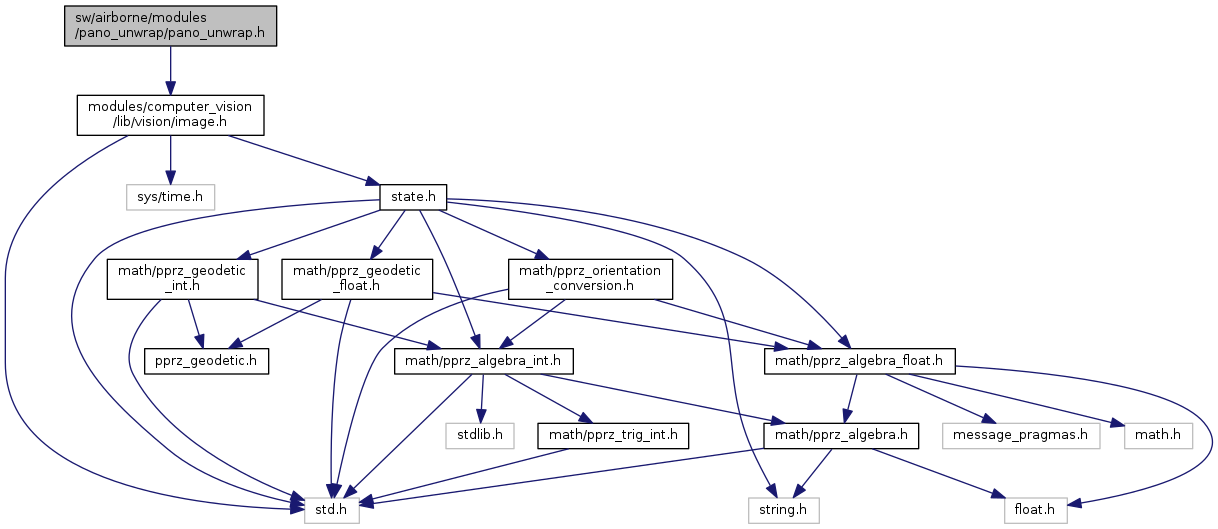 sw/airborne/modules
/pano_unwrap/pano_unwrap.h
modules/computer_vision
/lib/vision/image.h
sys/time.h
state.h
math/pprz_geodetic
_int.h
math/pprz_geodetic
_float.h
math/pprz_orientation
_conversion.h
pprz_geodetic.h
math/pprz_algebra_int.h
math/pprz_algebra_float.h
stdlib.h
math/pprz_trig_int.h
math/pprz_algebra.h
message_pragmas.h
math.h
std.h
string.h
float.h